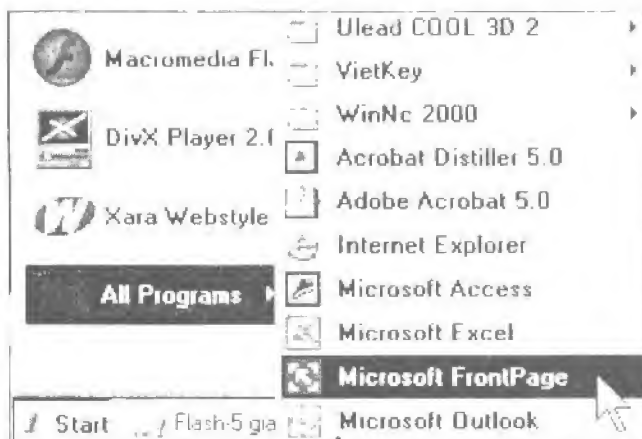 Macromedia Fl
DivX Player 2.
Xara Webstyle
All Programs
Start
Flash-5 gia
Ulead COOL 3D 2
VietKey
WinNc 2000
Acrobat Distiller 5.0
Adobe Acrobat 5.0
Internet Explorer
Microsoft Access
Microsoft Excel
Microsoft FrontPage
Microsoft Outlook